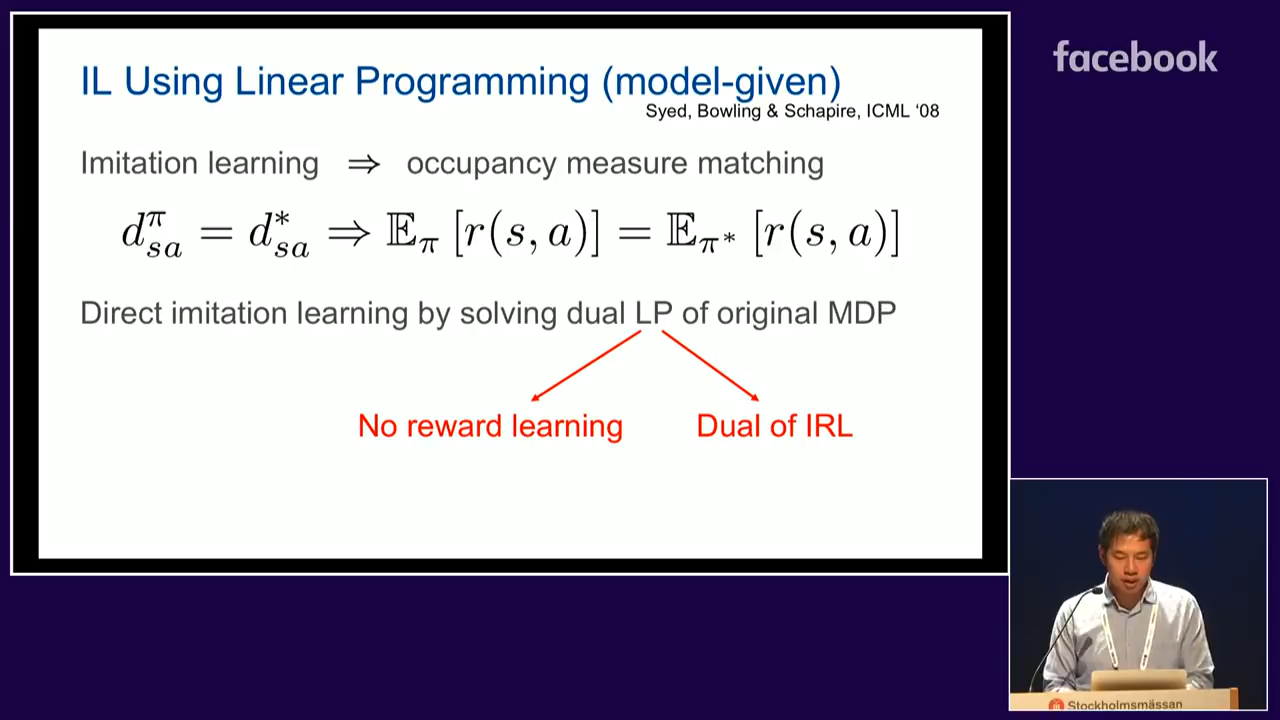 facebook
IL Using Linear Programming (model-given)
Syed, Bowling & Schapire, ICML ‘08
Imitation learning ⇒ occupancy measure matching
d^π_{sa} = d^*_{sa} ⇒ 𝔼_π [r(s, a)] = 𝔼_{π*} [r(s, a)]
Direct imitation learning by solving dual LP of original MDP
No reward learning Dual of IRL
Stockholmsmässan